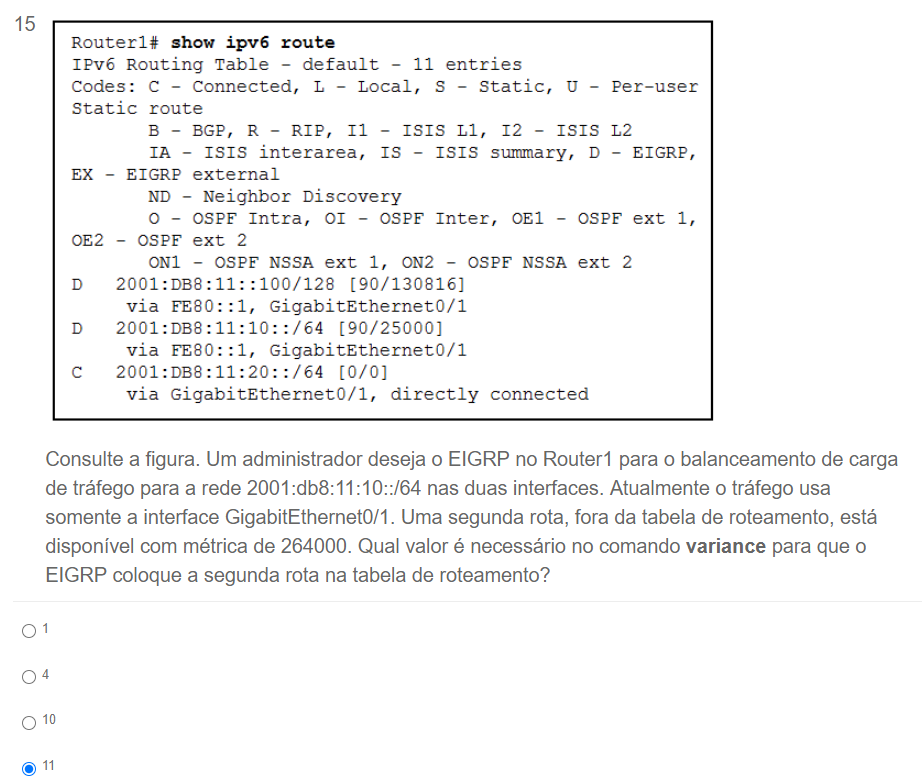 15
Router1# show ipv6 route
IPv6 Routing Table - default - 11 entries
Codes: C - Connected, L - Local, S - Static, U - Per-user
Static route
B - BGP, R - RIP, I1 - ISIS L1, I2 - ISIS L2
IA - ISIS interarea, IS - ISIS summary, D - EIGRP,
EX - EIGRP external
ND - Neighbor Discovery
O - OSPF Intra, OI - OSPF Inter, OE1 - OSPF ext 1,
OE2 - OSPF ext 2
ON1 - OSPF NSSA ext 1, ON2 - OSPF NSSA ext 2
D 2001:DB8:11::100/128 [90/130816]
via FE80::1, GigabitEthernet0/1
D 2001:DB8:11:10::/64 [90/25000]
via FE80::1, GigabitEthernet0/1
C 2001:DB8:11:20::/64 [0/0]
via GigabitEthernet0/1, directly connected
Consulte a figura. Um administrador deseja o EIGRP no Router1 para o balanceamento de carga
de tráfego para a rede 2001:db8:11:10::/64 nas duas interfaces. Atualmente o tráfego usa
somente a interface GigabitEthernet0/1. Uma segunda rota, fora da tabela de roteamento, está
disponível com métrica de 264000. Qual valor é necessário no comando variance para que o
EIGRP coloque a segunda rota na tabela de roteamento?
1
4
10
11